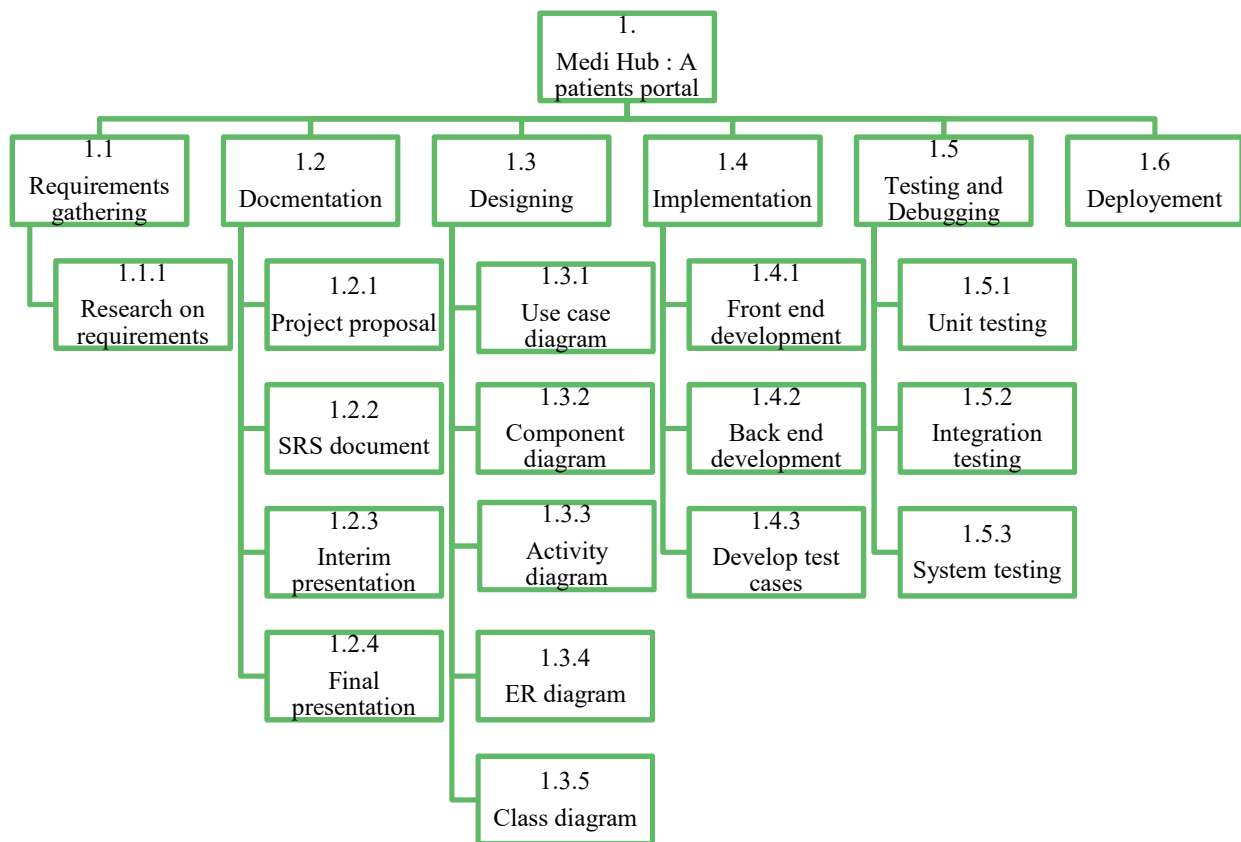 1.
Medi Hub : A
patients portal
1.1
Requirements
gathering
1.1.1
Research on
requirements
1.2
Docmentation
1.2.1
Project proposal
1.2.2
SRS document
1.2.3
Interim
presentation
1.2.4
Final
presentation
1.3
Designing
1.3.1
Use case
diagram
1.3.2
Component
diagram
1.3.3
Activity
diagram
1.3.4
ER diagram
1.3.5
Class diagram
1.4
Implementation
1.4.1
Front end
development
1.4.2
Back end
development
1.4.3
Develop test
cases
1.5
Testing and
Debugging
1.5.1
Unit testing
1.5.2
Integration
testing
1.5.3
System testing
1.6
Deployement